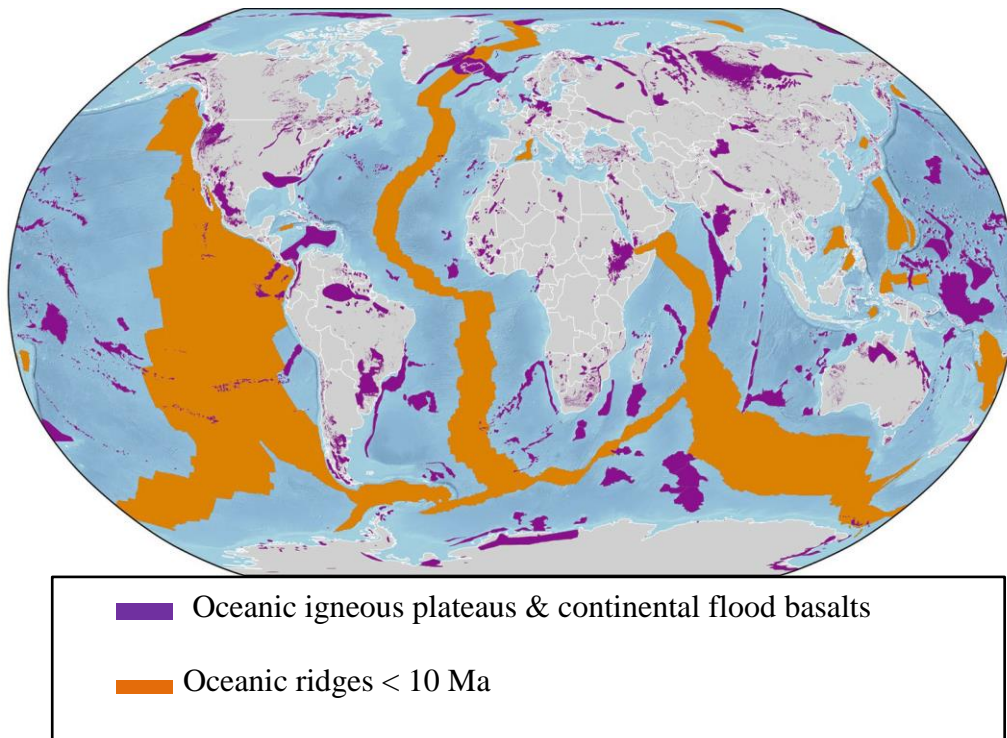 Oceanic igneous plateaus & continental flood basalts
Oceanic ridges < 10 Ma